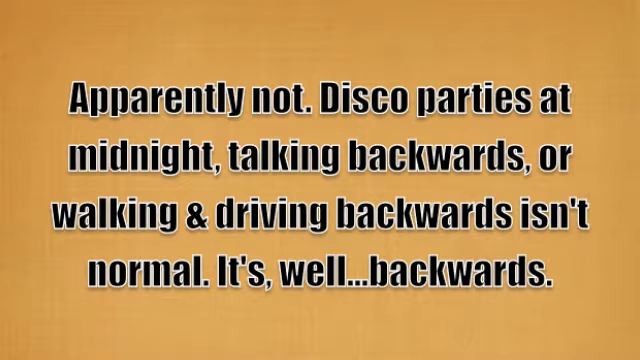 Apparently not. Disco parties at
midnight, talking backwards, or
walking & driving backwards isn't
normal. It's, well...backwards.